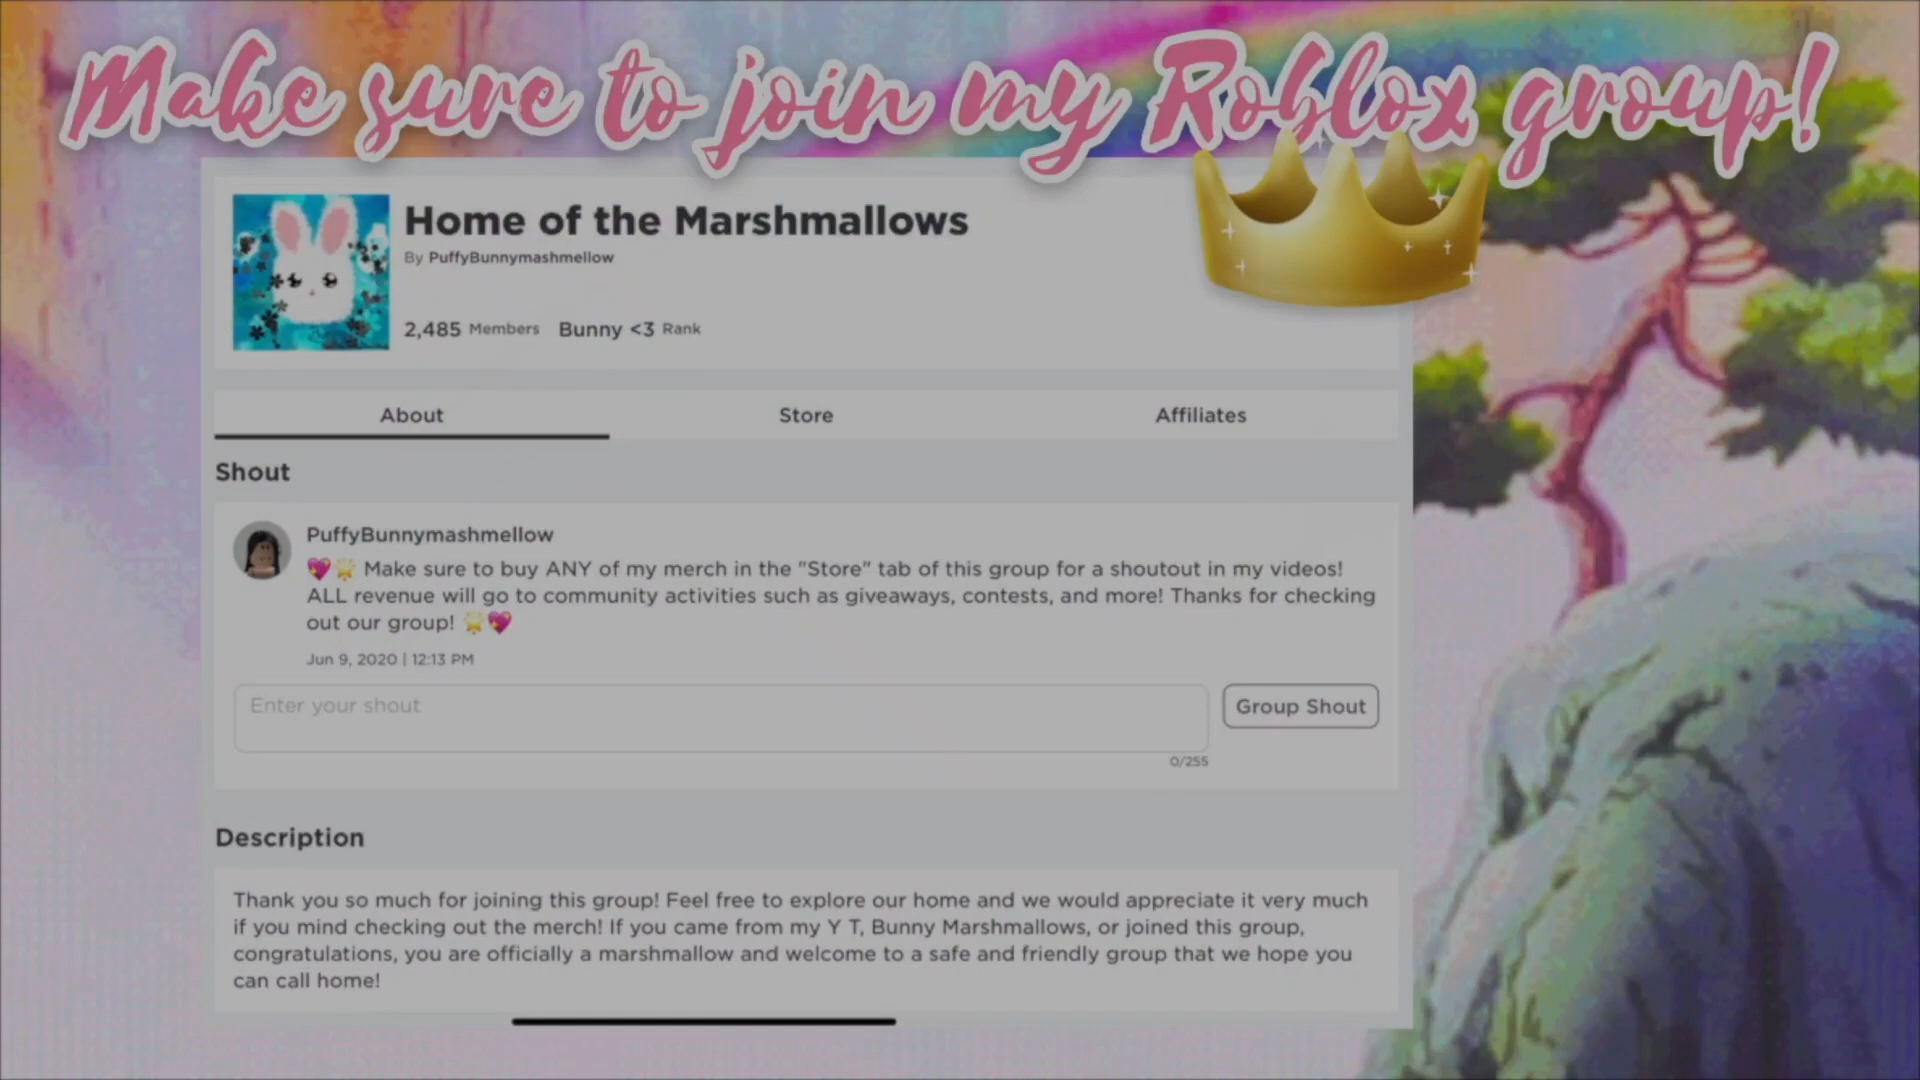 Make sure to join my Roblox group!
Home of the Marshmallows
By PuffyBunnymashmellow
2,485 Members Bunny <3 Rank
About Store Affiliates
Shout
PuffyBunnymashmellow
💖🌟 Make sure to buy ANY of my merch in the "Store" tab of this group for a shoutout in my videos!
ALL revenue will go to community activities such as giveaways, contests, and more! Thanks for checking
out our group! 🌟💖
Jun 9, 2020 | 12:13 PM
Enter your shout
Group Shout
0/255
Description
Thank you so much for joining this group! Feel free to explore our home and we would appreciate it very much
if you mind checking out the merch! If you came from my Y T, Bunny Marshmallows, or joined this group,
congratulations, you are officially a marshmallow and welcome to a safe and friendly group that we hope you
can call home!